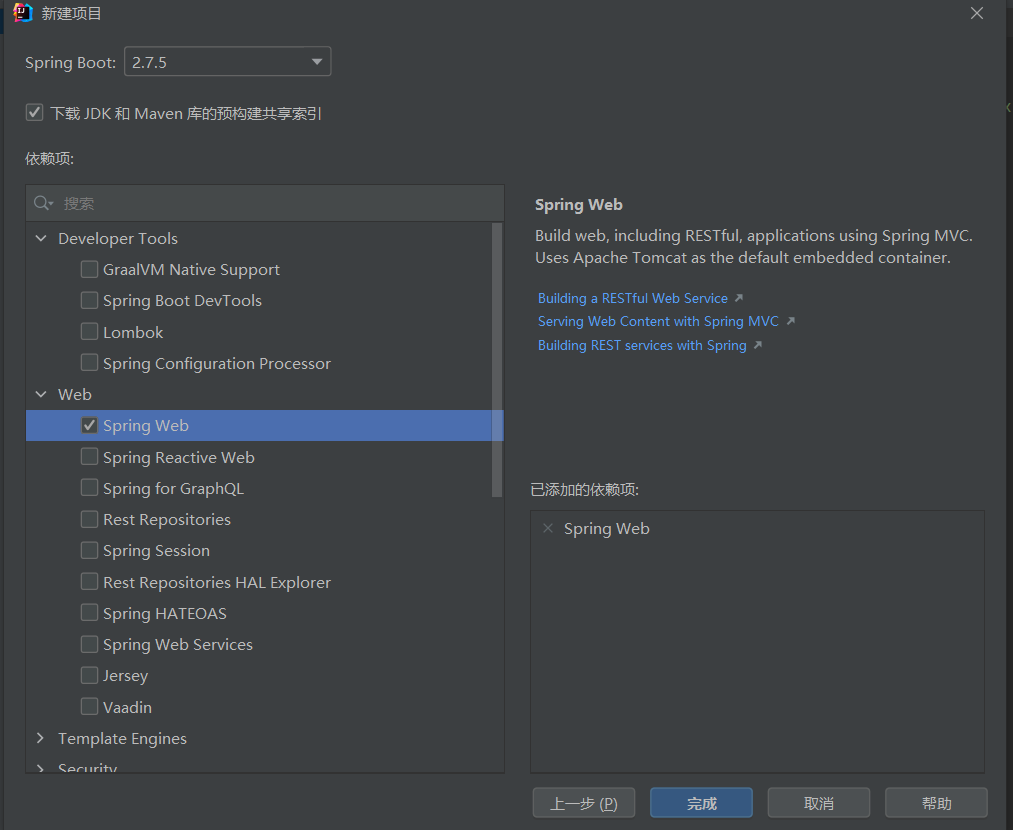 新建项目
Spring Boot: 2.7.5
下载 JDK 和 Maven 库的预构建共享索引
依赖项:
搜索
Developer Tools
GraalVM Native Support
Spring Boot DevTools
Lombok
Spring Configuration Processor
Web
Spring Web
Spring Reactive Web
Spring for GraphQL
Rest Repositories
Spring Session
Rest Repositories HAL Explorer
Spring HATEOAS
Spring Web Services
Jersey
Vaadin
Template Engines
Security
Spring Web
Build web, including RESTful, applications using Spring MVC.
Uses Apache Tomcat as the default embedded container.
Building a RESTful Web Service
Serving Web Content with Spring MVC
Building REST services with Spring
已添加的依赖项:
Spring Web
上一步 (P) 完成 取消 帮助